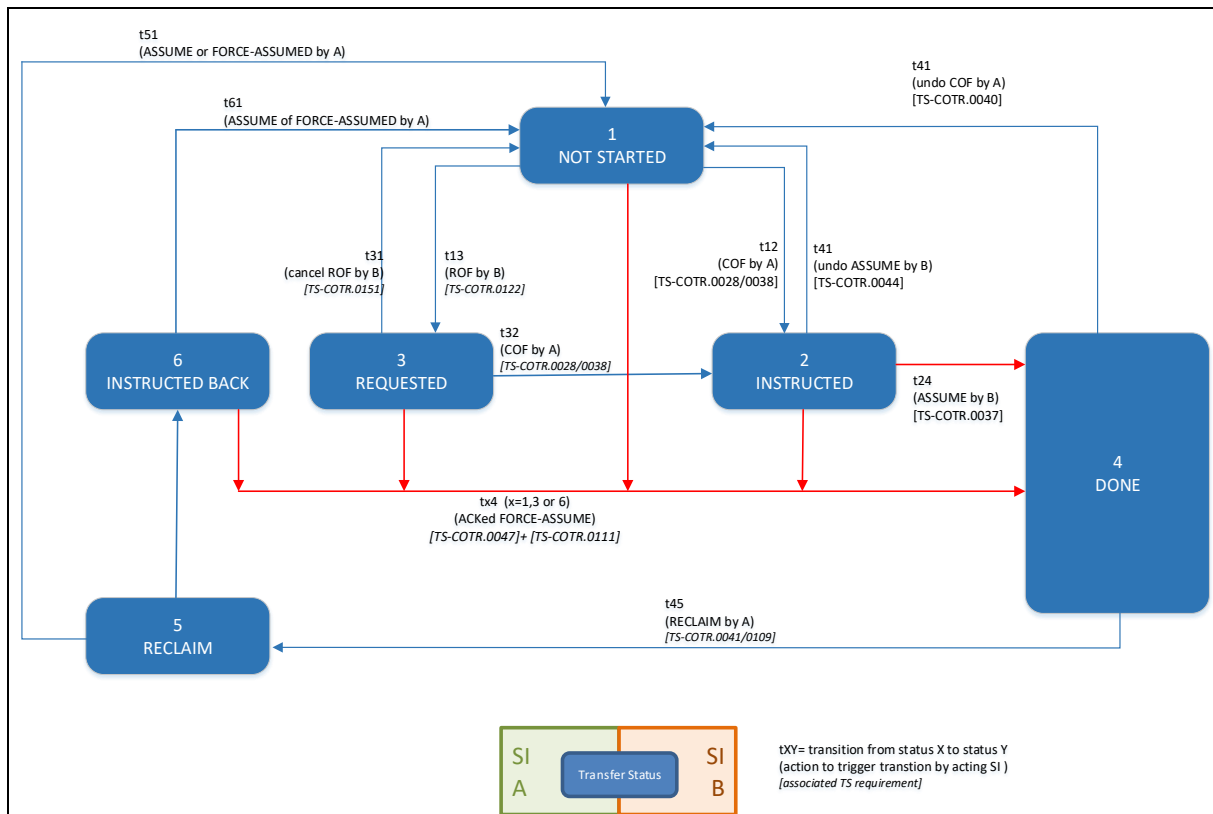 t51
(ASSUME or FORCE-ASSUMED by A)
t41
(undo COF by A)
[TS-COTR.0040]
t61
(ASSUME of FORCE-ASSUMED by A)
1
NOT STARTED
t31
(cancel ROF by B)
[TS-COTR.0151]
t13
(ROF by B)
[TS-COTR.0122]
t12
(COF by A)
[TS-COTR.0028/0038]
t41
(undo ASSUME by B)
[TS-COTR.0044]
t32
(COF by A)
[TS-COTR.0028/0038]
6
INSTRUCTED BACK
3
REQUESTED
2
INSTRUCTED
t24
(ASSUME by B)
[TS-COTR.0037]
4
DONE
tx4 (x=1,3 or 6)
(ACKed FORCE-ASSUME)
[TS-COTR.0047]+ [TS-COTR.0111]
5
RECLAIM
t45
(RECLAIM by A)
[TS-COTR.0041/0109]
SI
A
Transfer Status
SI
B
tXY= transition from status X to status Y
(action to trigger transtion by acting SI )
[associated TS requirement]